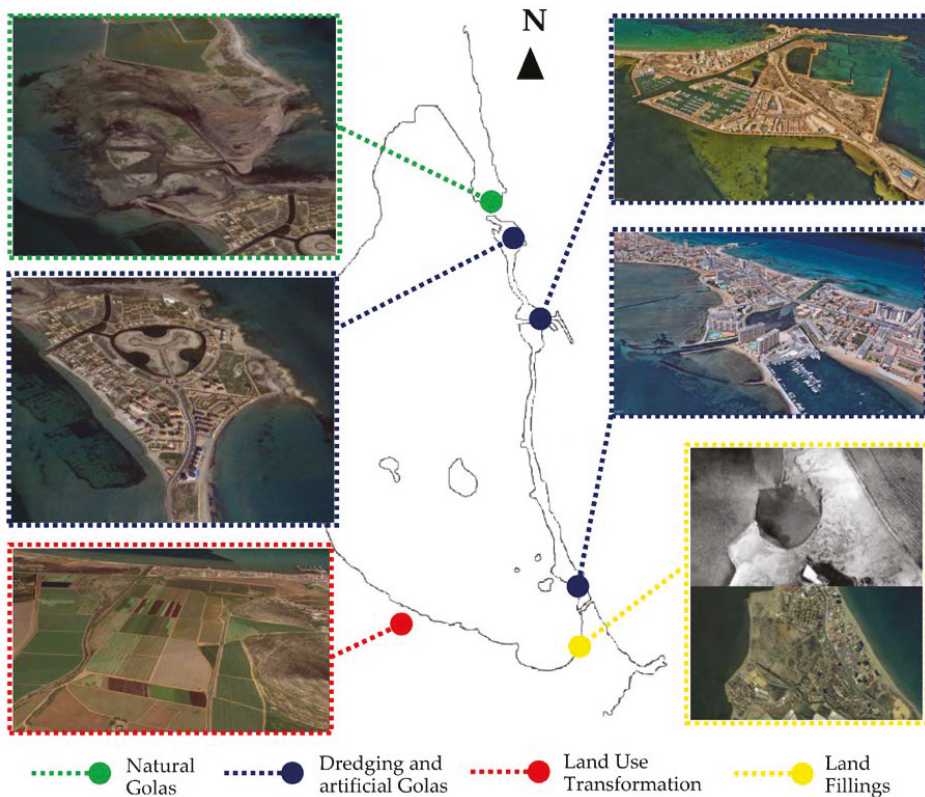 N
Natural
Golas
Dredging and
artificial Golas
Land Use
Transformation
Land
Fillings